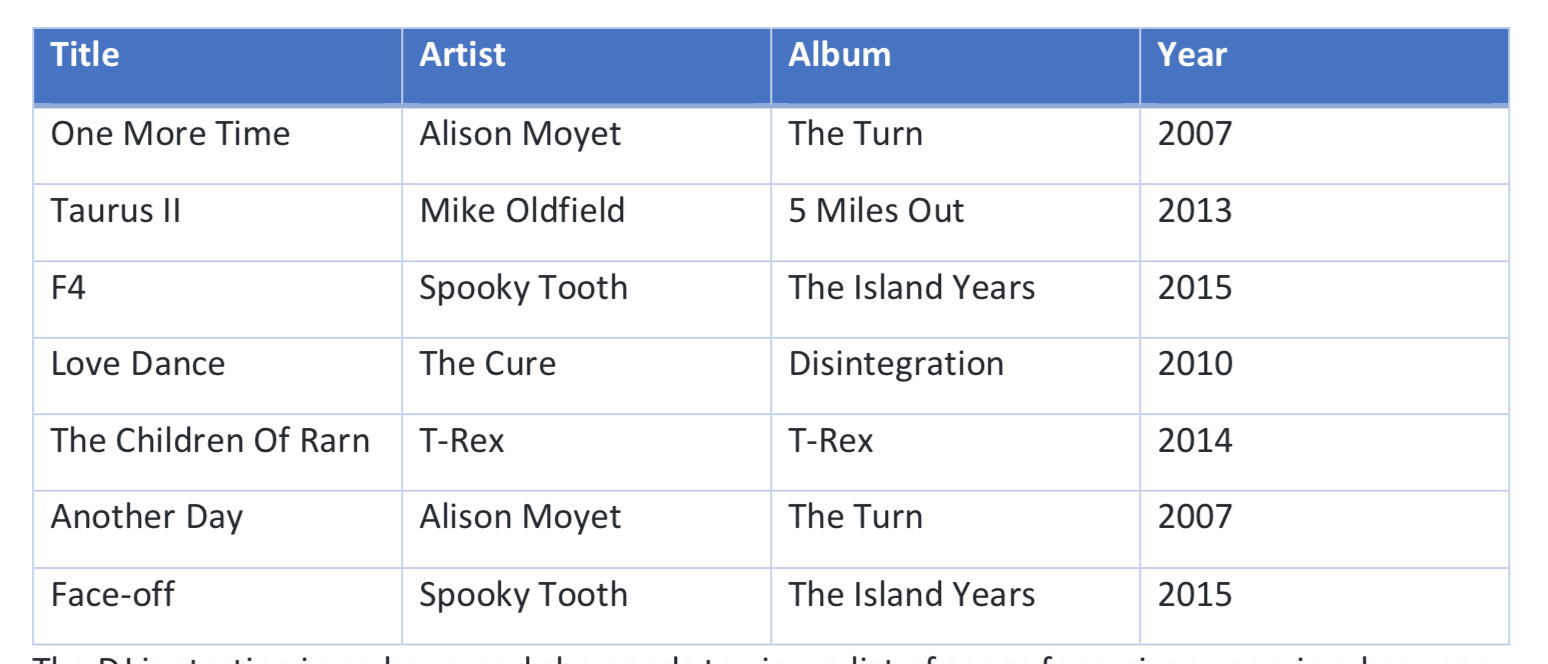 Title Artist Album Year
One More Time Alison Moyet The Turn 2007
Taurus II Mike Oldfield 5 Miles Out 2013
F4 Spooky Tooth The Island Years 2015
Love Dance The Cure Disintegration 2010
The Children Of Rarn T-Rex T-Rex 2014
Another Day Alison Moyet The Turn 2007
Face-off Spooky Tooth The Island Years 2015